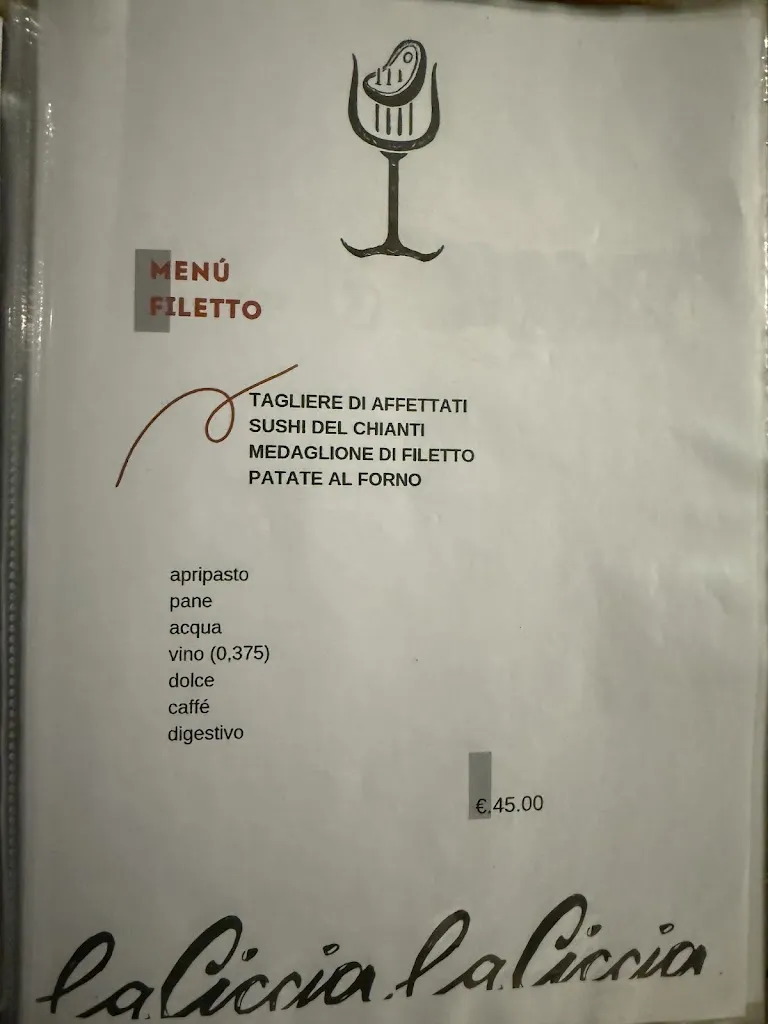 MENÚ
FILETTO
TAGLIERE DI AFFETTATI
SUSHI DEL CHIANTI
MEDAGLIONE DI FILETTO
PATATE AL FORNO
apripasto
pane
acqua
vino (0,375)
dolce
caffé
digestivo
€.45.00
la Ciccia la Ciccia